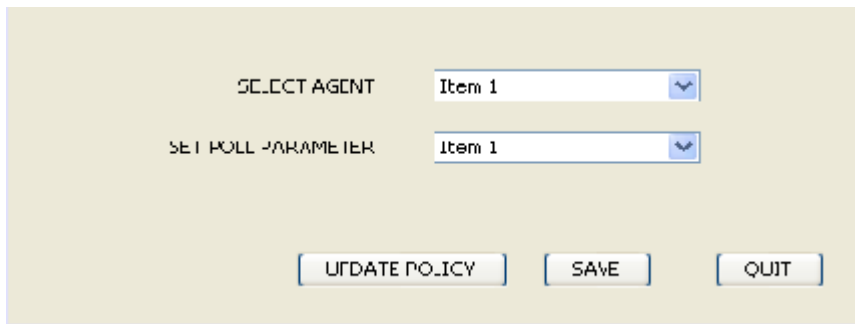 SELECT AGENT Item 1
SET POLL PARAMETER Item 1
UPDATE POLICY SAVE QUIT